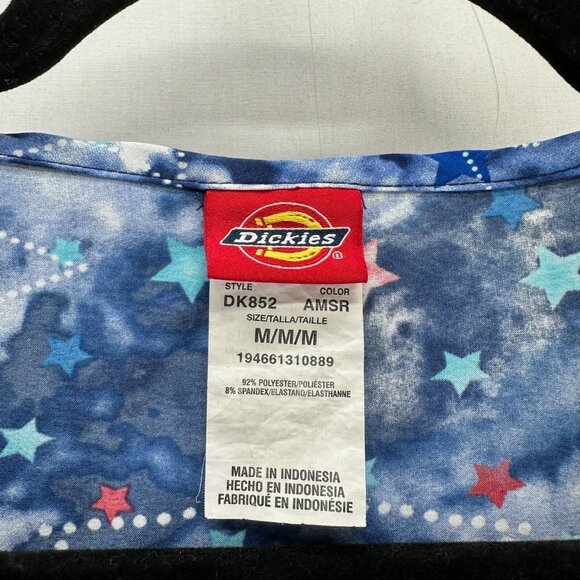 Dickies
®
STYLE COLOR
DK852 AMSR
SIZE/TALLA/TAILLE
M/M/M
194661310889
92% POLYESTER/POLIÉSTER
8% SPANDEX/ELASTANO/ELASTHANNE
MADE IN INDONESIA
HECHO EN INDONESIA
FABRIQUÉ EN INDONÉSIE